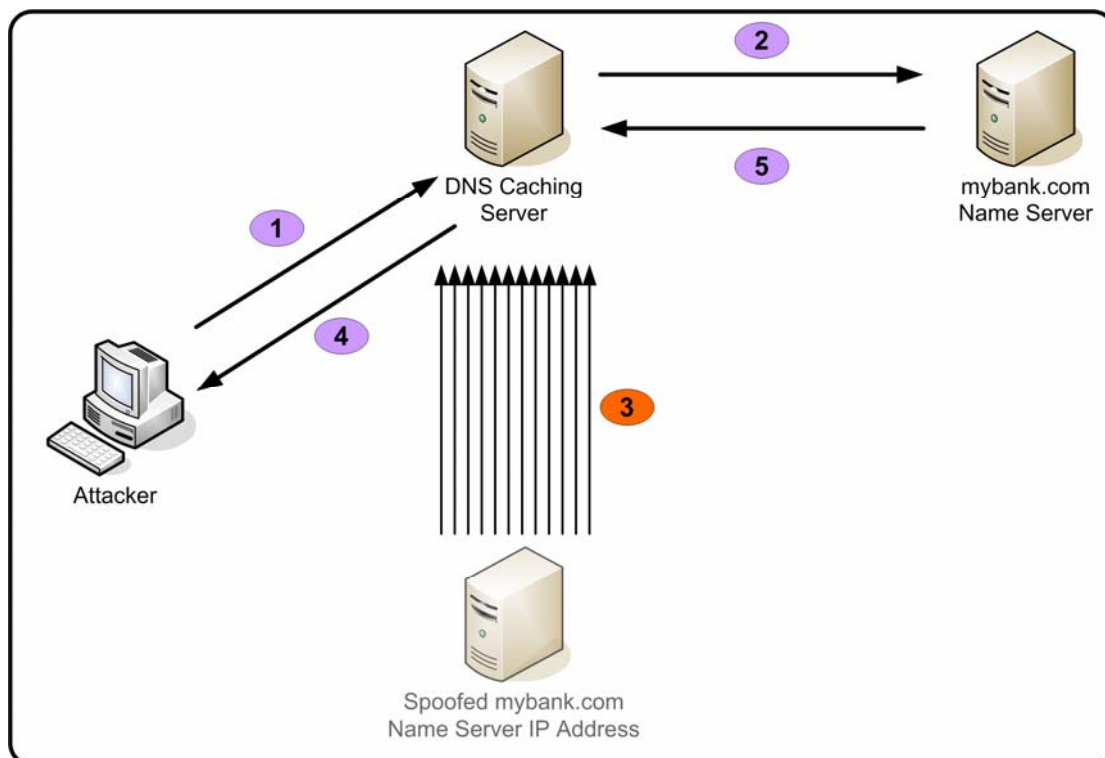 2
5
DNS Caching
Server
mybank.com
Name Server
1
4
3
Attacker
Spoofed mybank.com
Name Server IP Address